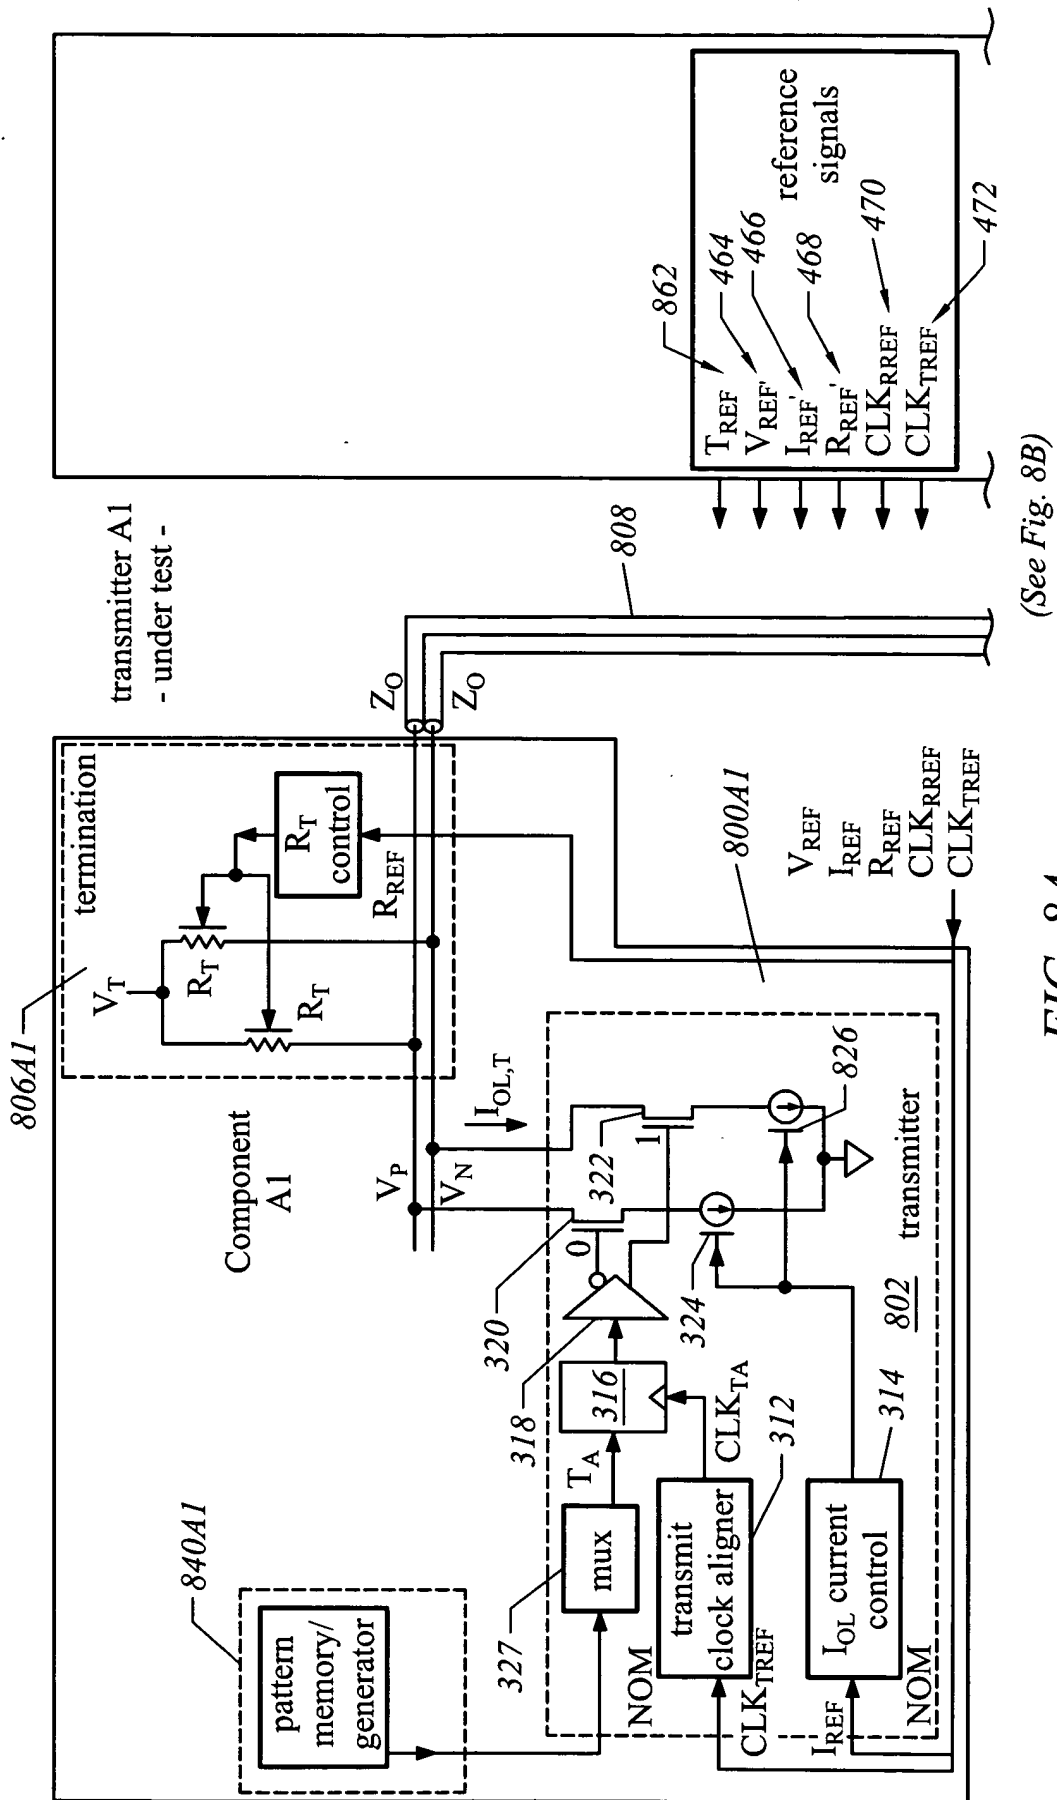 806A1
termination
V_T
R_T
R_T
R_T
control
R_REF
transmitter A1
- under test -
Z_O
Z_O
Component
A1
V_P
V_N
I_OL,T
840A1
pattern
memory/
generator
327
mux
T_A
318
316
320
0
322
1
324
826
NOM
CLK_TREF
transmit
clock aligner
CLK_TA
312
I_REF
NOM
I_OL current
control
314
802
transmitter
800A1
808
V_REF
I_REF
R_REF
CLK_RREF
CLK_TREF
862
464
466
468
470
472
T_REF
V_REF'
I_REF'
R_REF'
CLK_RREF
CLK_TREF
reference
signals
(See Fig. 8B)